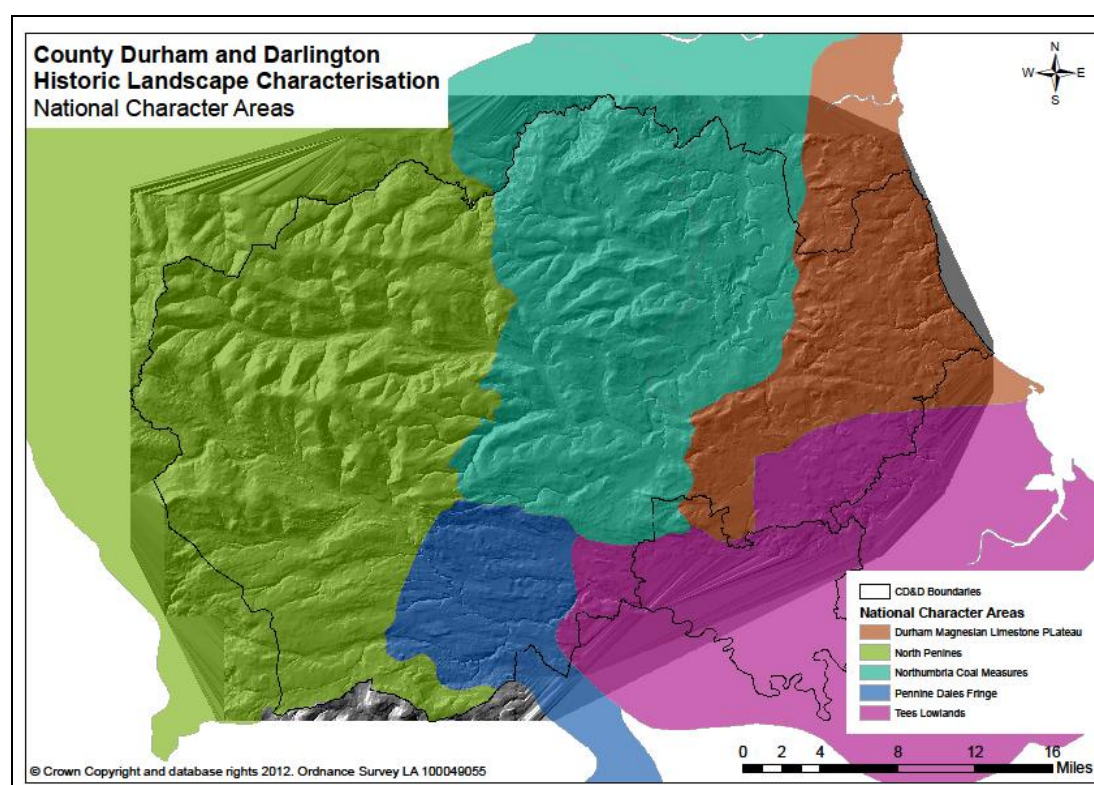 County Durham and Darlington
Historic Landscape Characterisation
National Character Areas
N
W E
S
CD&D Boundaries
National Character Areas
Durham Magnesian Limestone PLateau
North Penines
Northumbria Coal Measures
Pennine Dales Fringe
Tees Lowlands
0 2 4 8 12 16
Miles
© Crown Copyright and database rights 2012. Ordnance Survey LA 100049055